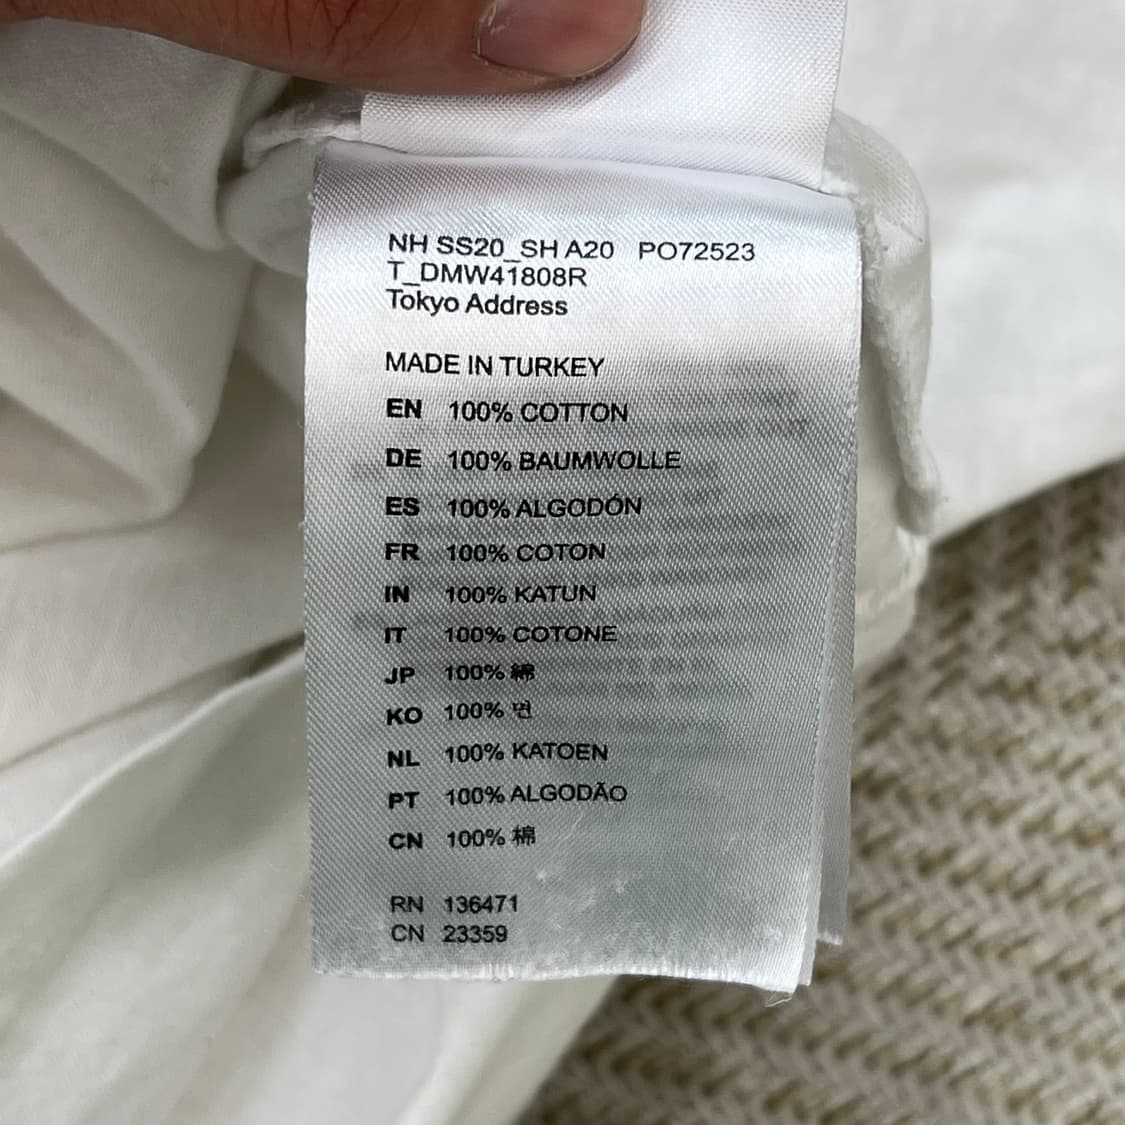 NH SS20_SH A20 PO72523
T_DMW41808R
Tokyo Address
MADE IN TURKEY
EN 100% COTTON
DE 100% BAUMWOLLE
ES 100% ALGODÓN
FR 100% COTON
IN 100% KATUN
IT 100% COTONE
JP 100% 綿
KO 100% 면
NL 100% KATOEN
PT 100% ALGODÃO
CN 100% 棉
RN 136471
CN 23359